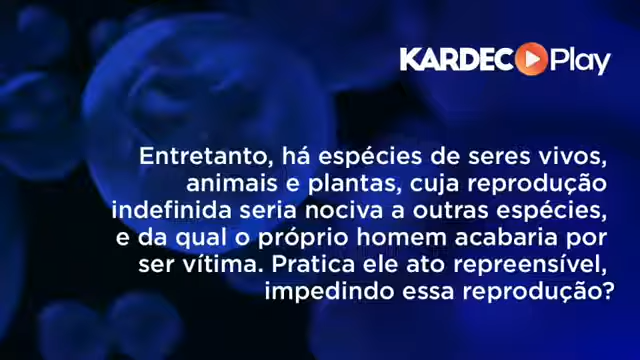 KARDEC Play
Entretanto, há espécies de seres vivos,
animais e plantas, cuja reprodução
indefinida seria nociva a outras espécies,
e da qual o próprio homem acabaria por
ser vítima. Pratica ele ato repreensível,
impedindo essa reprodução?